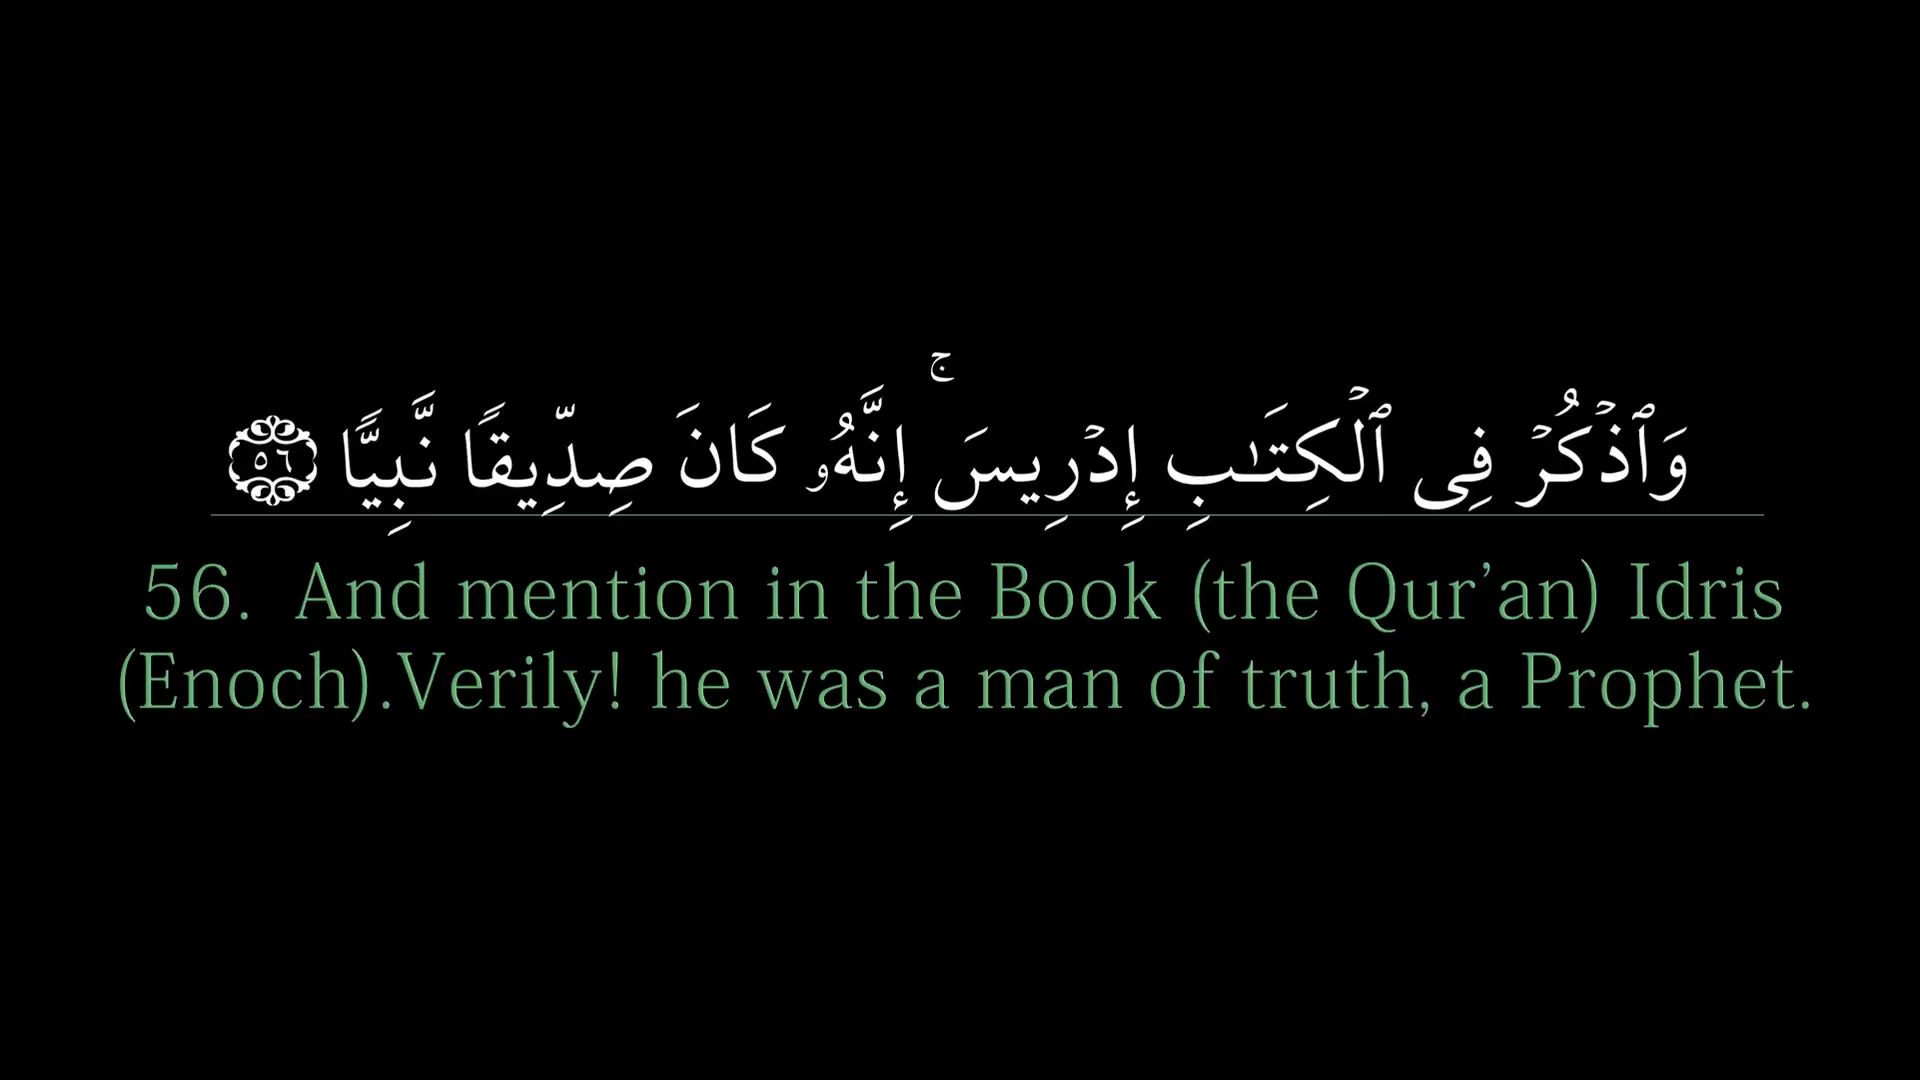 وَٱذۡكُرۡ فِى ٱلۡكِتَـٰبِ إِدۡرِيسَ‌ۚ إِنَّهُۥ كَانَ صِدِّيقًا نَّبِيًّا ٥٦
56. And mention in the Book (the Qur’an) Idris
(Enoch).Verily! he was a man of truth, a Prophet.